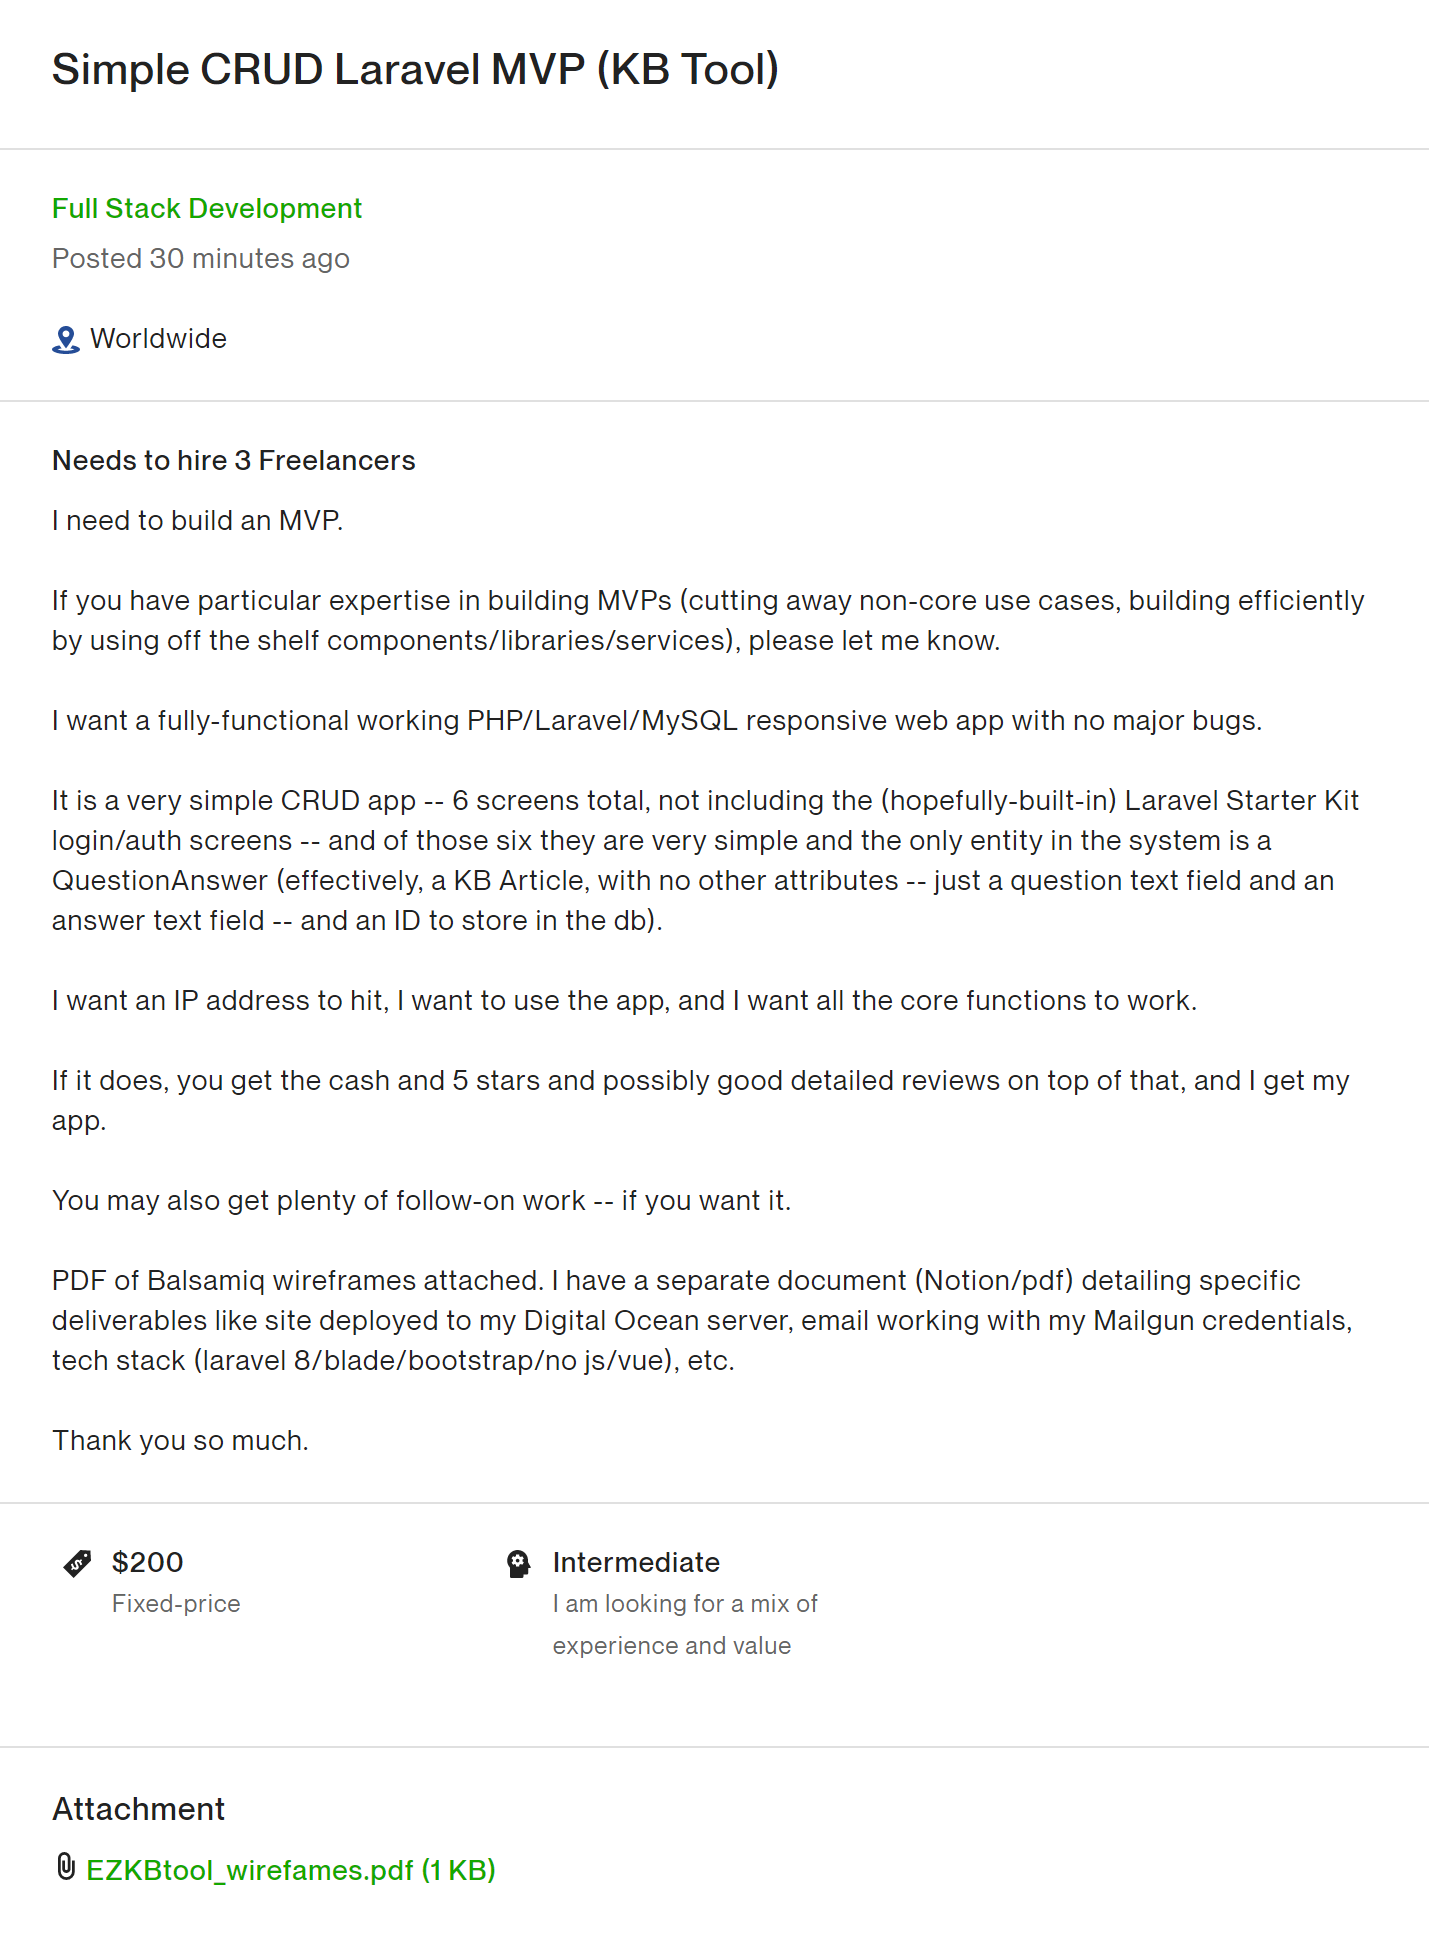 Simple CRUD Laravel MVP (KB Tool)
Full Stack Development
Posted 30 minutes ago
Worldwide
Needs to hire 3 Freelancers
I need to build an MVP.
If you have particular expertise in building MVPs (cutting away non-core use cases, building efficiently
by using off the shelf components/libraries/services), please let me know.
I want a fully-functional working PHP/Laravel/MySQL responsive web app with no major bugs.
It is a very simple CRUD app -- 6 screens total, not including the (hopefully-built-in) Laravel Starter Kit
login/auth screens -- and of those six they are very simple and the only entity in the system is a
QuestionAnswer (effectively, a KB Article, with no other attributes -- just a question text field and an
answer text field -- and an ID to store in the db).
I want an IP address to hit, I want to use the app, and I want all the core functions to work.
If it does, you get the cash and 5 stars and possibly good detailed reviews on top of that, and I get my
app.
You may also get plenty of follow-on work -- if you want it.
PDF of Balsamiq wireframes attached. I have a separate document (Notion/pdf) detailing specific
deliverables like site deployed to my Digital Ocean server, email working with my Mailgun credentials,
tech stack (laravel 8/blade/bootstrap/no js/vue), etc.
Thank you so much.
$200
Fixed-price
Intermediate
I am looking for a mix of
experience and value
Attachment
EZKBtool_wirefames.pdf (1 KB)